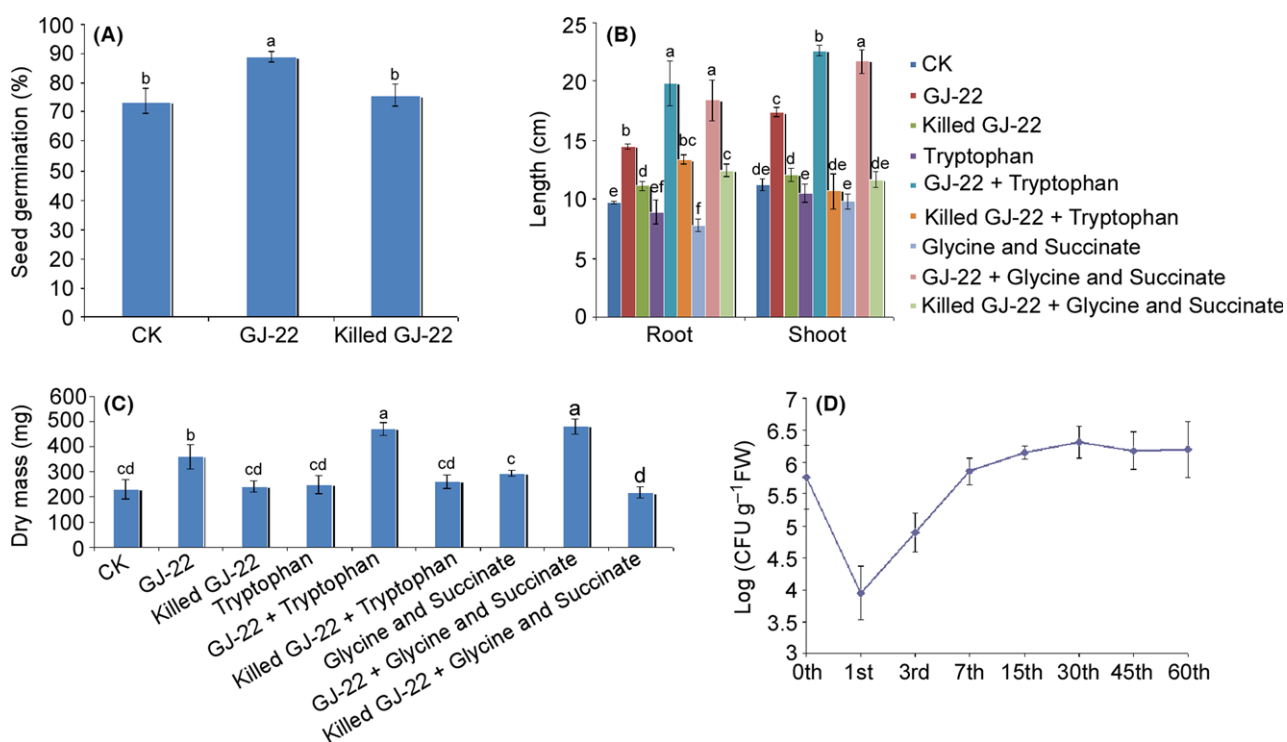 (A)
Seed germination (%)
100
90
80
70
60
50
40
30
20
10
0
b
a
b
CK
GJ-22
Killed GJ-22
(B)
Length (cm)
25
20
15
10
5
0
e
b
d
ef
a
bc
f
a
c
de
c
d
e
b
de
e
a
de
Root
Shoot
CK
GJ-22
Killed GJ-22
Tryptophan
GJ-22 + Tryptophan
Killed GJ-22 + Tryptophan
Glycine and Succinate
GJ-22 + Glycine and Succinate
Killed GJ-22 + Glycine and Succinate
(C)
Dry mass (mg)
600
500
400
300
200
100
0
cd
b
cd
cd
a
cd
c
a
d
CK
GJ-22
Killed GJ-22
Tryptophan
GJ-22 + Tryptophan
Killed GJ-22 + Tryptophan
Glycine and Succinate
GJ-22 + Glycine and Succinate
Killed GJ-22 + Glycine and Succinate
(D)
Log (CFU g⁻¹FW)
7
6·5
6
5·5
5
4·5
4
3·5
3
0th
1st
3rd
7th
15th
30th
45th
60th